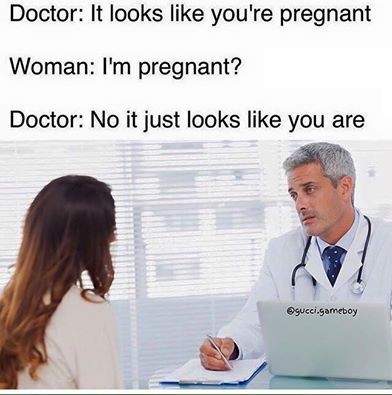 Doctor: It looks like you're pregnant
Woman: I'm pregnant?
Doctor: No it just looks like you are
@gucci.gameboy